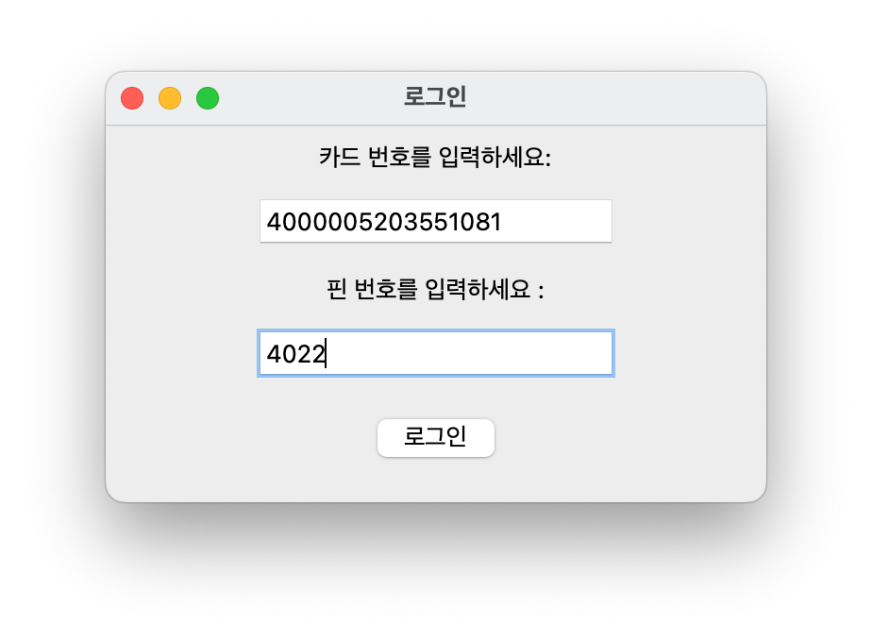 로그인
카드 번호를 입력하세요:
4000005203551081
핀 번호를 입력하세요 :
4022
로그인